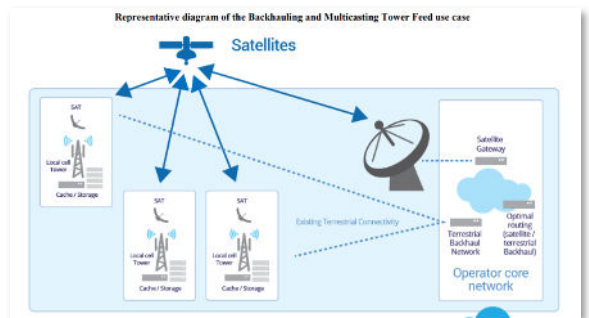 Representative diagram of the Backhauling and Multicasting Tower Feed use case
Satellites
SAT
Local cell
Tower
Cache / Storage
SAT
Local cell
Tower
Cache / Storage
SAT
Local cell
Tower
Cache / Storage
Existing Terrestrial Connectivity
Satellite
Gateway
Terrestrial
Backhaul
Network
Optimal
routing
(satellite /
terrestrial
Backhaul)
Operator core
network